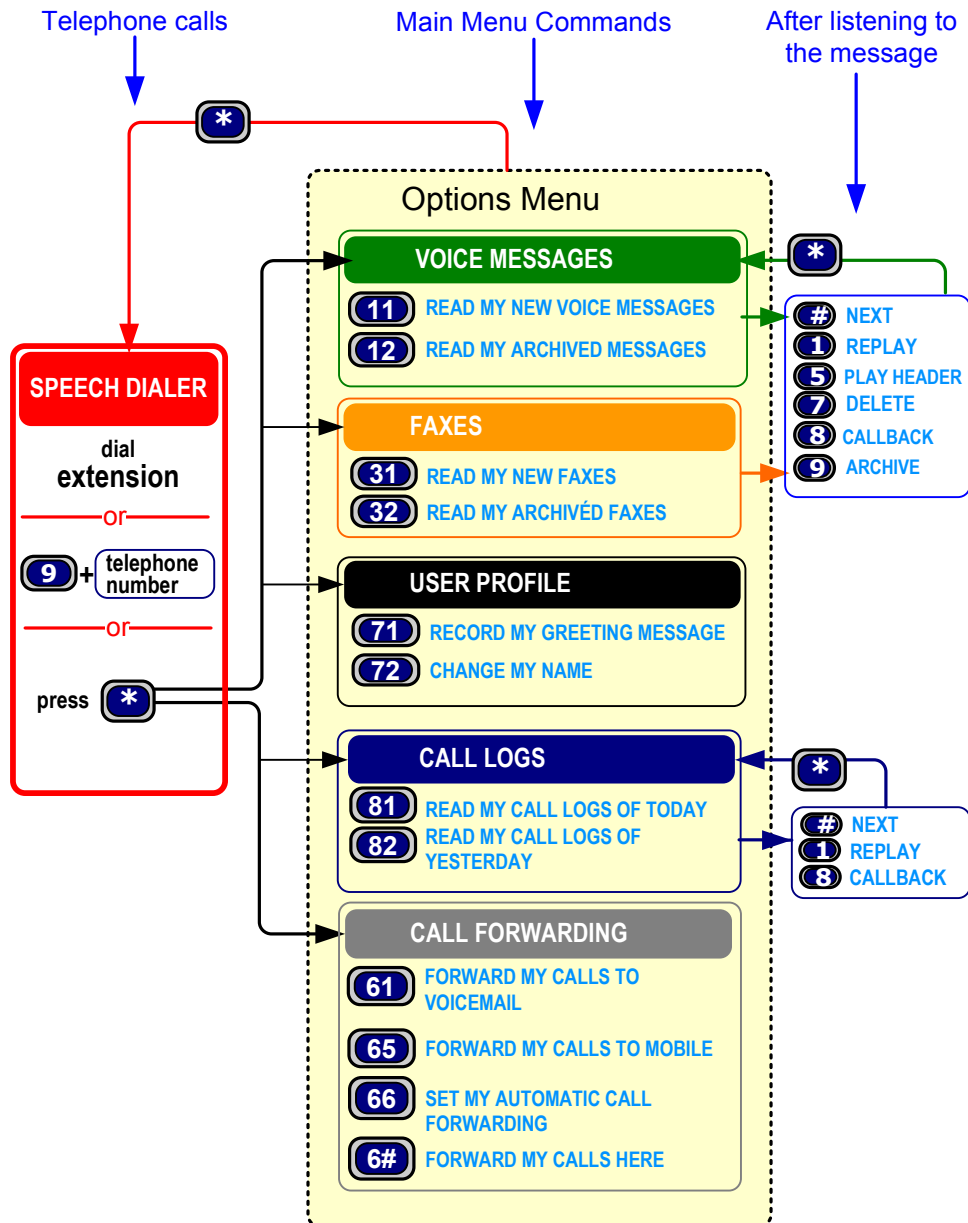 Telephone calls
Main Menu Commands
After listening to
the message
*
Options Menu
VOICE MESSAGES
11 READ MY NEW VOICE MESSAGES
12 READ MY ARCHIVED MESSAGES
*
# NEXT
1 REPLAY
5 PLAY HEADER
7 DELETE
8 CALLBACK
9 ARCHIVE
SPEECH DIALER
dial
extension
or
9 + telephone
number
or
press *
FAXES
31 READ MY NEW FAXES
32 READ MY ARCHIVÉD FAXES
USER PROFILE
71 RECORD MY GREETING MESSAGE
72 CHANGE MY NAME
CALL LOGS
81 READ MY CALL LOGS OF TODAY
82 READ MY CALL LOGS OF
YESTERDAY
*
# NEXT
1 REPLAY
8 CALLBACK
CALL FORWARDING
61 FORWARD MY CALLS TO
VOICEMAIL
65 FORWARD MY CALLS TO MOBILE
66 SET MY AUTOMATIC CALL
FORWARDING
6# FORWARD MY CALLS HERE